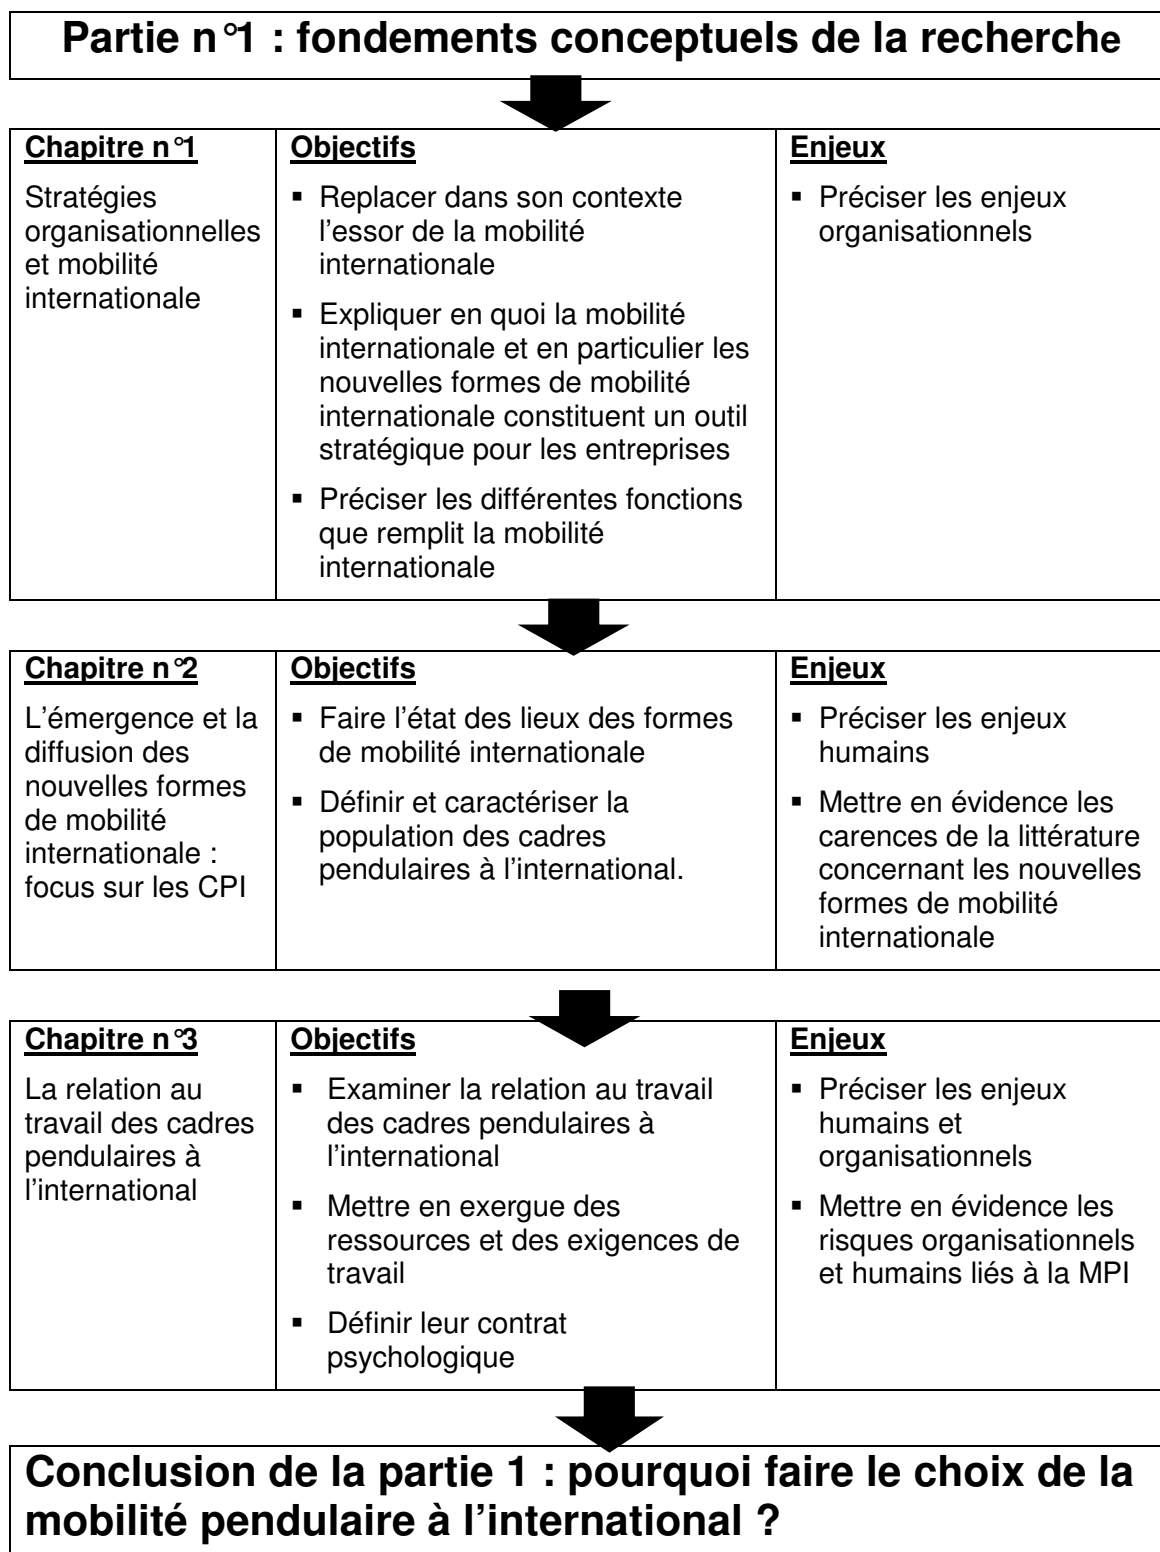 Partie n°1 : fondements conceptuels de la recherche
Chapitre n°1
Stratégies
organisationnelles
et mobilité
internationale
Objectifs
▪ Replacer dans son contexte
l’essor de la mobilité
internationale
▪ Expliquer en quoi la mobilité
internationale et en particulier les
nouvelles formes de mobilité
internationale constituent un outil
stratégique pour les entreprises
▪ Préciser les différentes fonctions
que remplit la mobilité
internationale
Enjeux
▪ Préciser les enjeux
organisationnels
Chapitre n°2
L’émergence et la
diffusion des
nouvelles formes
de mobilité
internationale :
focus sur les CPI
Objectifs
▪ Faire l’état des lieux des formes
de mobilité internationale
▪ Définir et caractériser la
population des cadres
pendulaires à l’international.
Enjeux
▪ Préciser les enjeux
humains
▪ Mettre en évidence les
carences de la littérature
concernant les nouvelles
formes de mobilité
internationale
Chapitre n°3
La relation au
travail des cadres
pendulaires à
l’international
Objectifs
▪ Examiner la relation au travail
des cadres pendulaires à
l’international
▪ Mettre en exergue des
ressources et des exigences de
travail
▪ Définir leur contrat
psychologique
Enjeux
▪ Préciser les enjeux
humains et
organisationnels
▪ Mettre en évidence les
risques organisationnels
et humains liés à la MPI
Conclusion de la partie 1 : pourquoi faire le choix de la
mobilité pendulaire à l’international ?